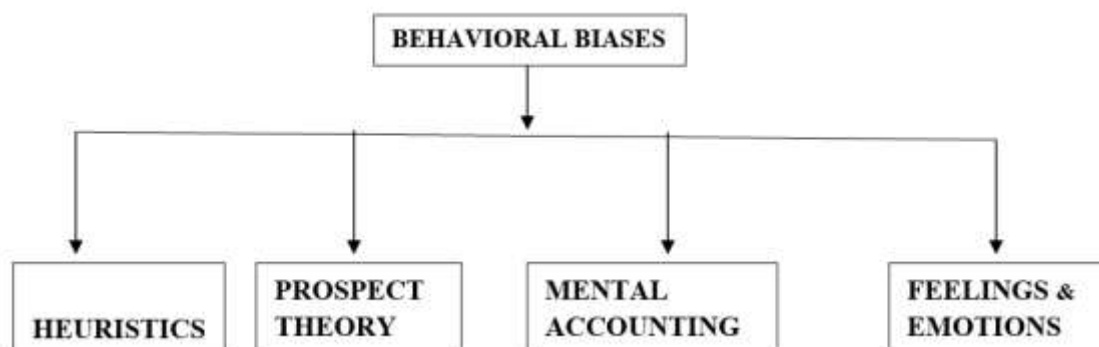 BEHAVIORAL BIASES
HEURISTICS
PROSPECT
THEORY
MENTAL
ACCOUNTING
FEELINGS &
EMOTIONS